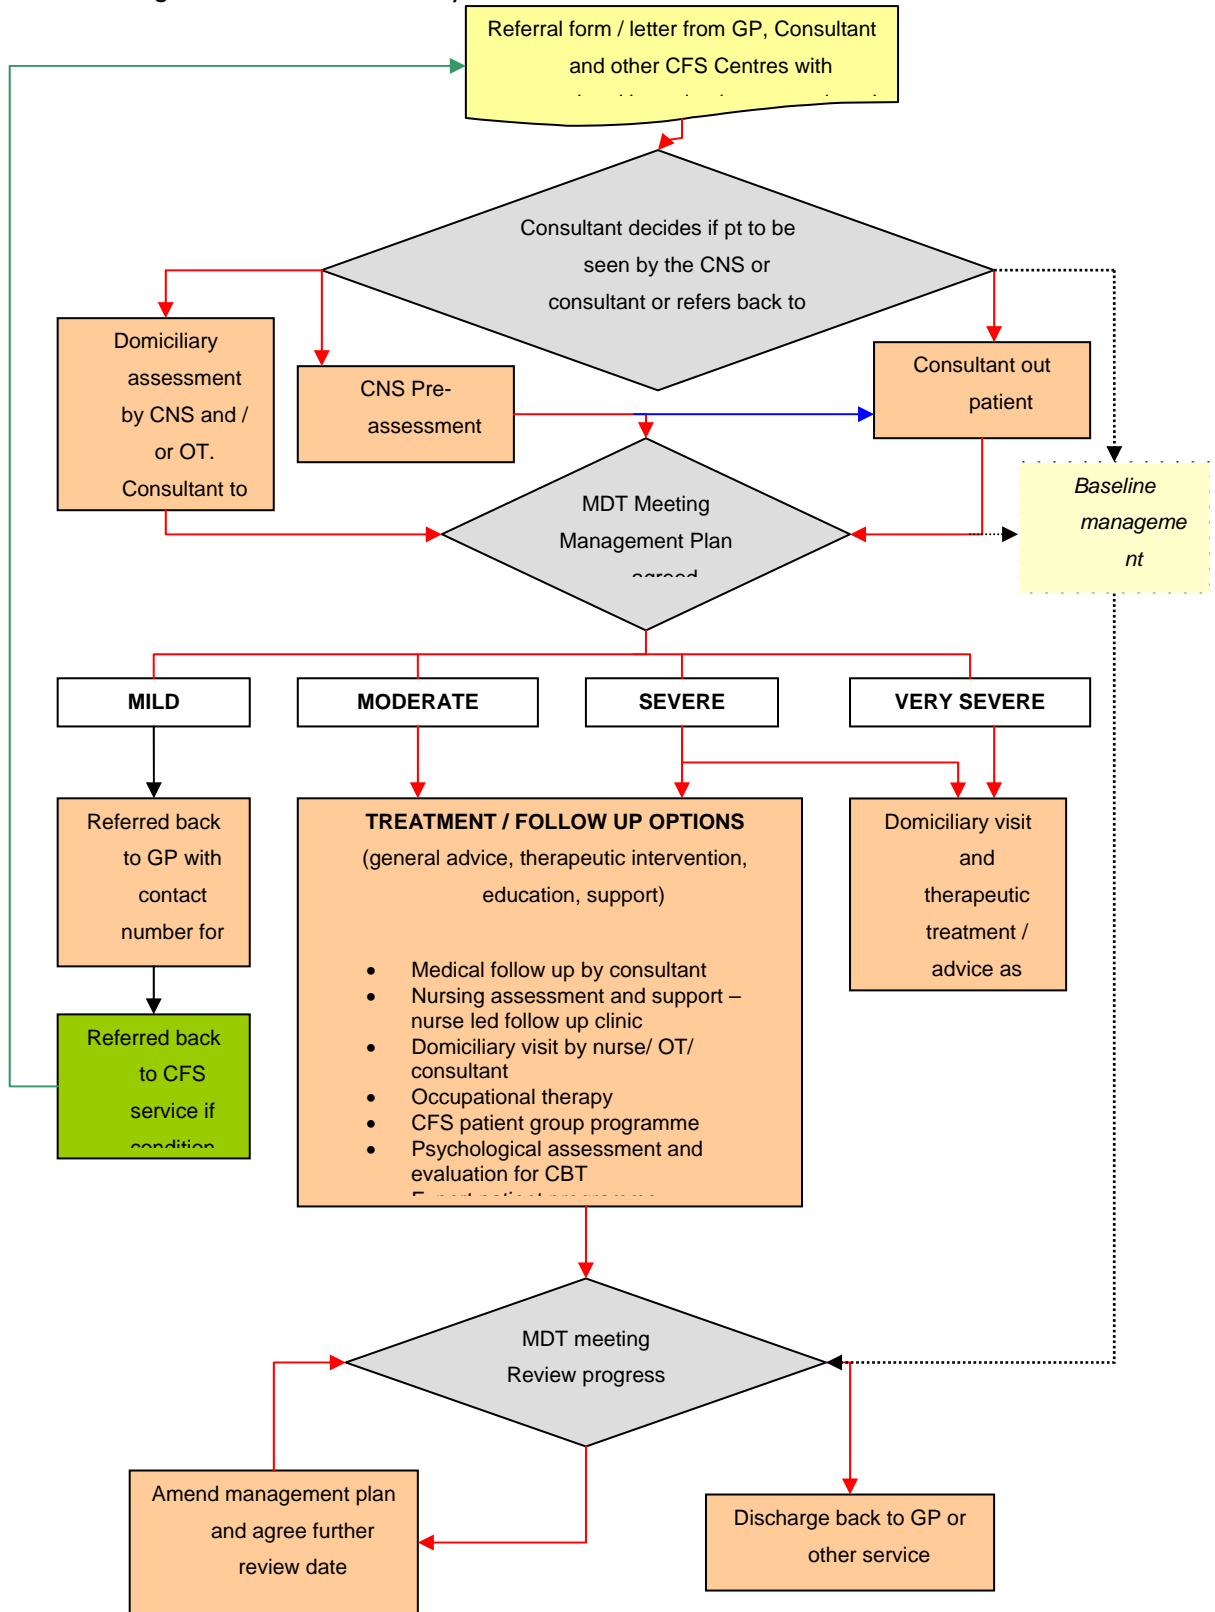 Referral form / letter from GP, Consultant
and other CFS Centres with
Consultant decides if pt to be
seen by the CNS or
consultant or refers back to
Domiciliary
assessment
by CNS and /
or OT.
Consultant to
CNS Pre-
assessment
Consultant out
patient
MDT Meeting
Management Plan
agreed
Baseline
manageme
nt
MILD
MODERATE
SEVERE
VERY SEVERE
Referred back
to GP with
contact
number for
TREATMENT / FOLLOW UP OPTIONS
(general advice, therapeutic intervention,
education, support)
• Medical follow up by consultant
• Nursing assessment and support –
nurse led follow up clinic
• Domiciliary visit by nurse/ OT/
consultant
• Occupational therapy
• CFS patient group programme
• Psychological assessment and
evaluation for CBT
Expert patient programme
Domiciliary visit
and
therapeutic
treatment /
advice as
Referred back
to CFS
service if
condition
MDT meeting
Review progress
Amend management plan
and agree further
review date
Discharge back to GP or
other service